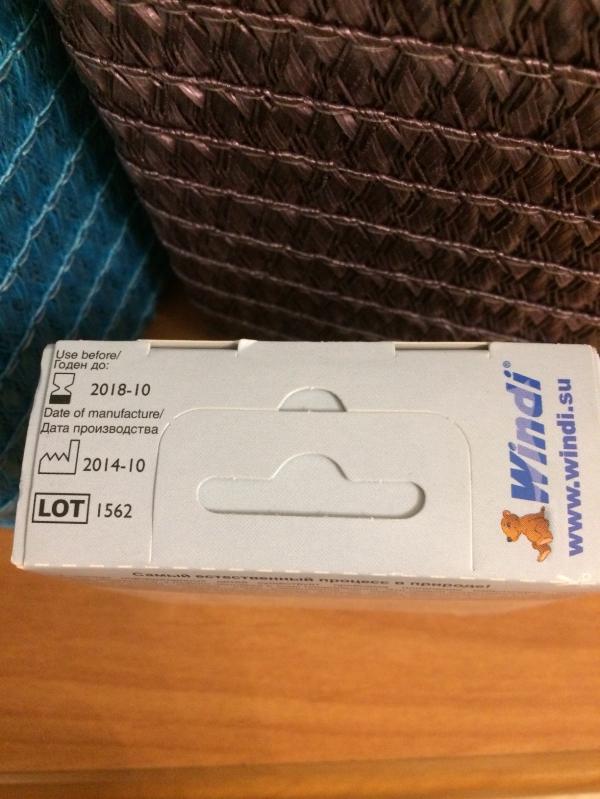 Use before/
Годен до:
2018-10
Date of manufacture/
Дата производства
2014-10
LOT 1562
Windi®
www.windi.su
Самый естественный процесс в природе!